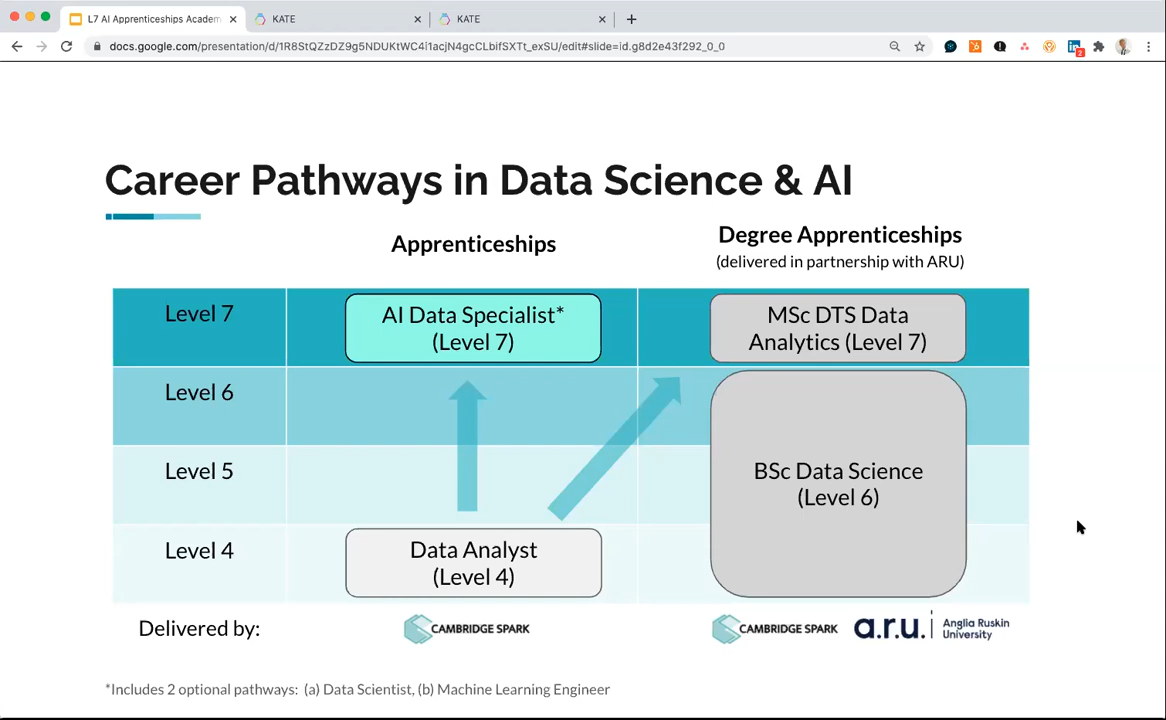 L7 AI Apprenticeships Academ
KATE
KATE
docs.google.com/presentation/d/1R8StQZzDZ9g5NDUKtWC4i1acjN4gcCLbifSXTt_exSU/edit#slide=id.g8d2e43f292_0_0
2
Career Pathways in Data Science & AI
Apprenticeships
Degree Apprenticeships
(delivered in partnership with ARU)
Level 7
AI Data Specialist*
(Level 7)
MSc DTS Data
Analytics (Level 7)
Level 6
Level 5
BSc Data Science
(Level 6)
Level 4
Data Analyst
(Level 4)
Delivered by:
CAMBRIDGE SPARK
CAMBRIDGE SPARK
a.r.u.
Anglia Ruskin
University
*Includes 2 optional pathways: (a) Data Scientist, (b) Machine Learning Engineer